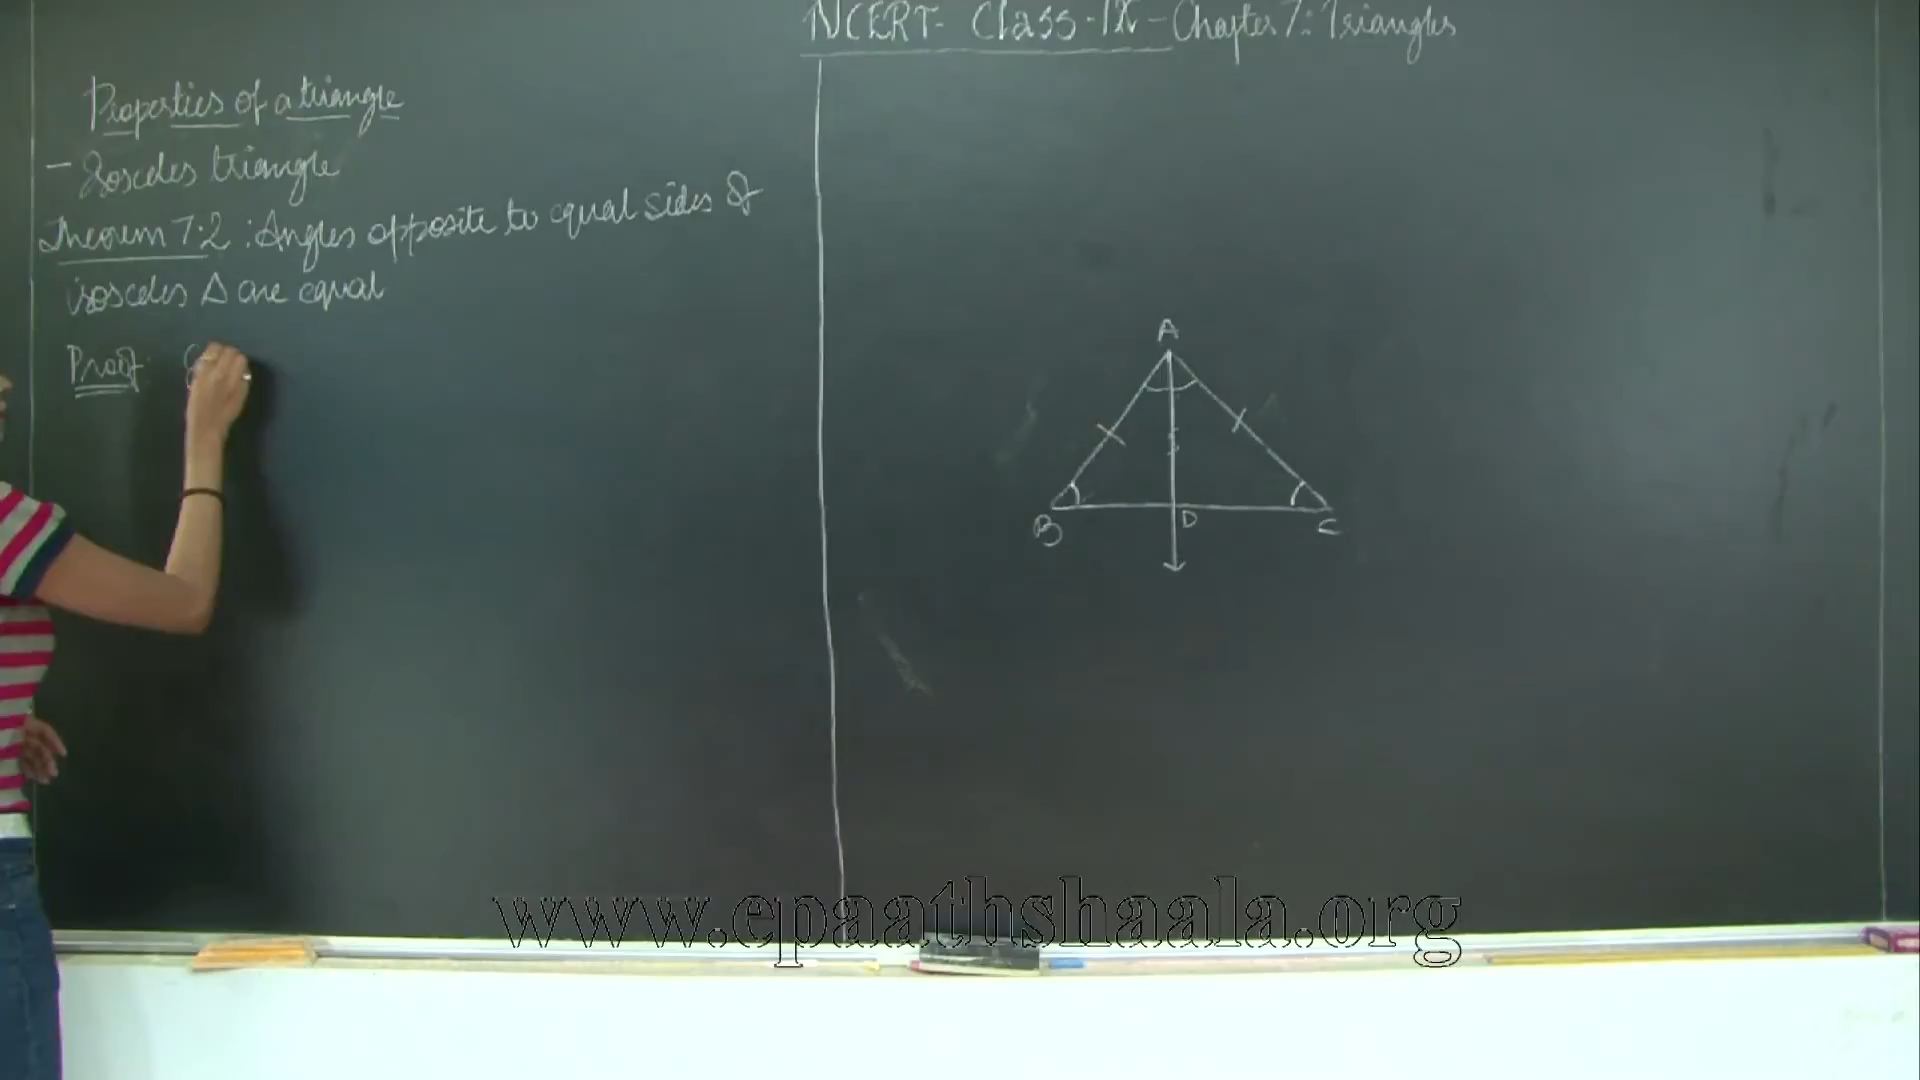 NCERT- Class-IX- Chapter 7: Triangles
Properties of a triangle
- Isosceles triangle
Theorem 7.2 : Angles opposite to equal sides of
isosceles Δ are equal
Proof:
A
B
D
C
www.epaathshaala.org